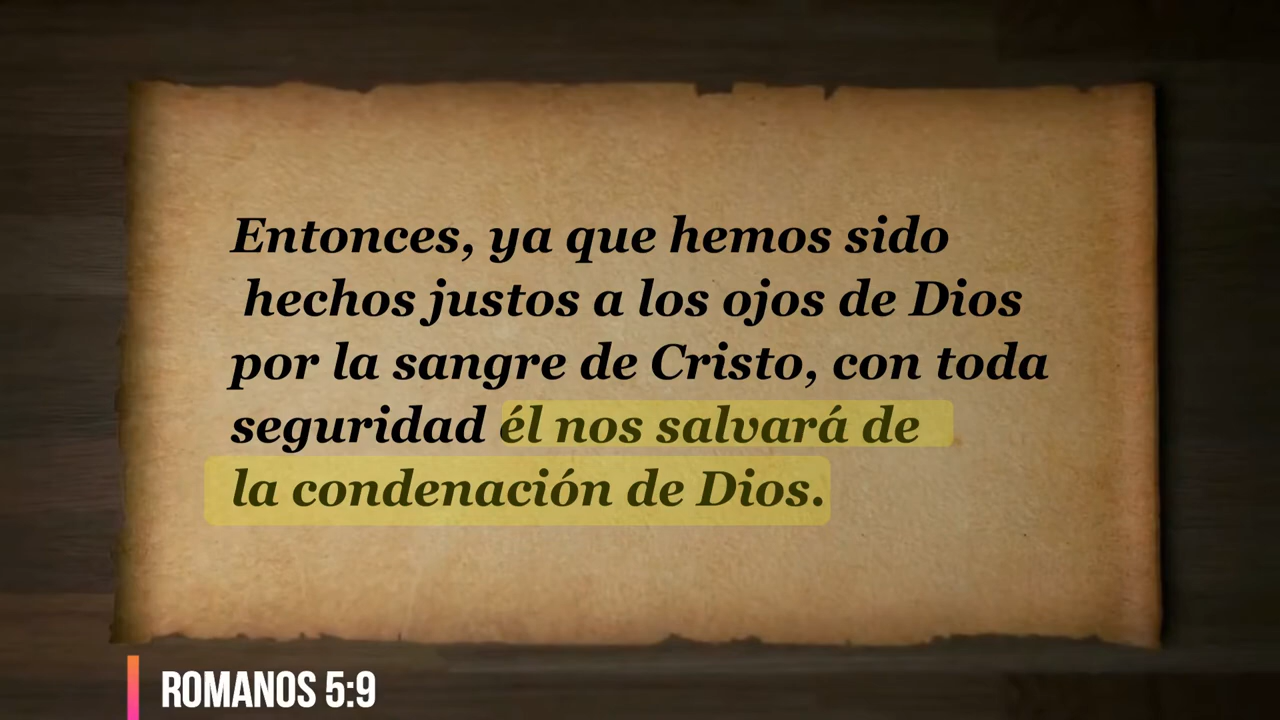 Entonces, ya que hemos sido
hechos justos a los ojos de Dios
por la sangre de Cristo, con toda
seguridad él nos salvará de
la condenación de Dios.
ROMANOS 5:9